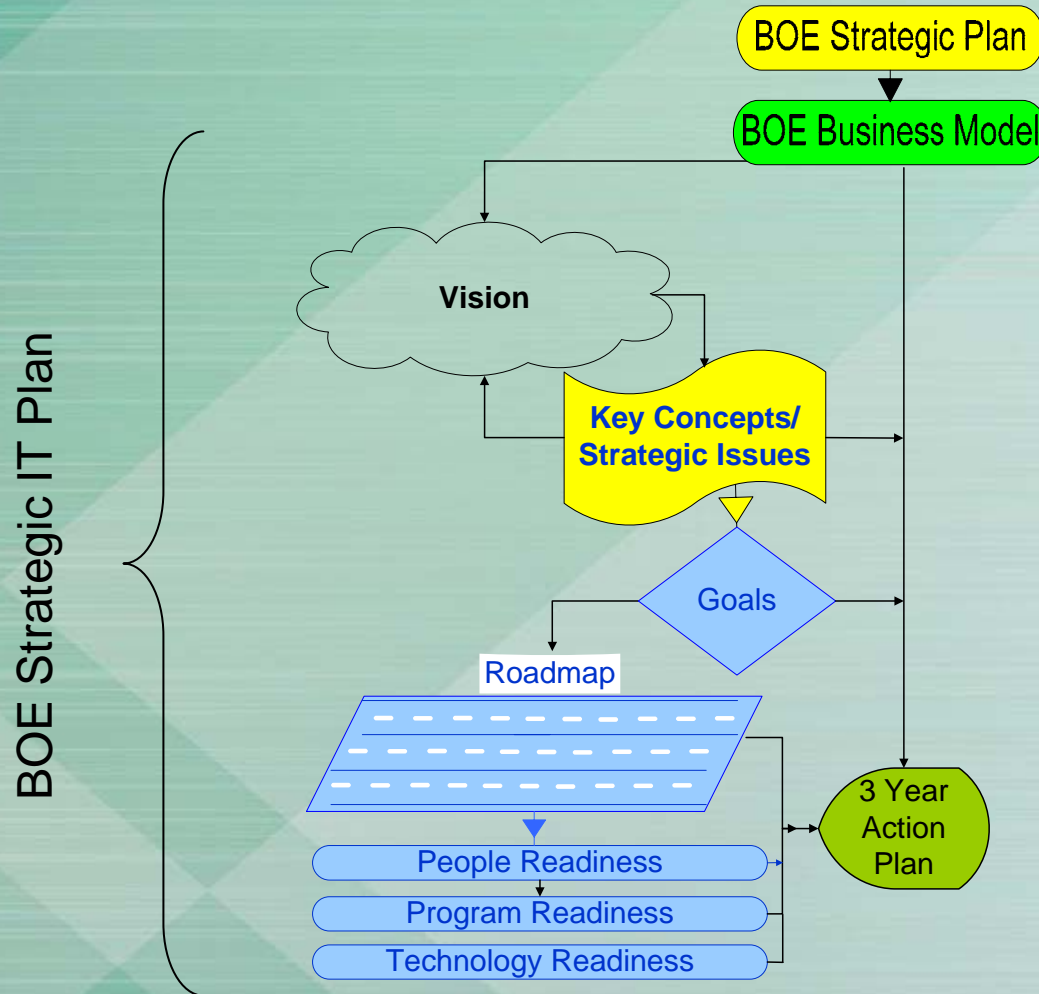 BOE Strategic Plan
BOE Business Model
BOE Strategic IT Plan
Vision
Key Concepts/
Strategic Issues
Goals
Roadmap
3 Year
Action
Plan
People Readiness
Program Readiness
Technology Readiness